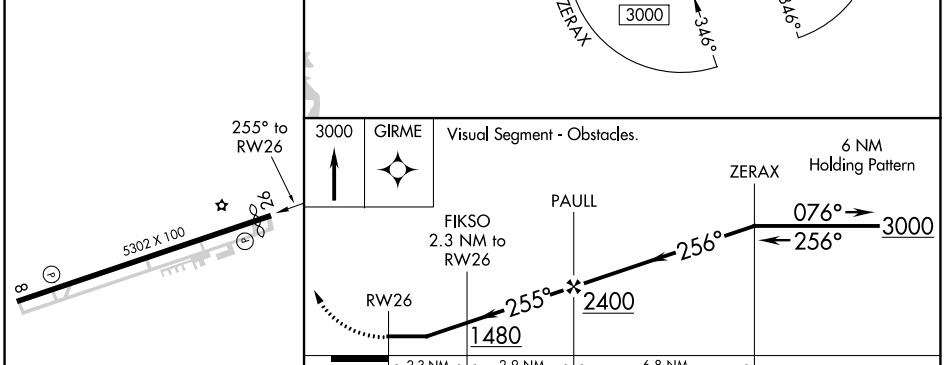 3000
ZERAX
346°
346°
255° to
RW26
26
5302 X 100
P
P
8
3000
GIRME
Visual Segment - Obstacles.
6 NM
Holding Pattern
ZERAX
PAULL
FIKSO
2.3 NM to
RW26
RW26
076°
256°
3000
256°
255°
2400
1480
2.3 NM
2.9 NM
6.8 NM